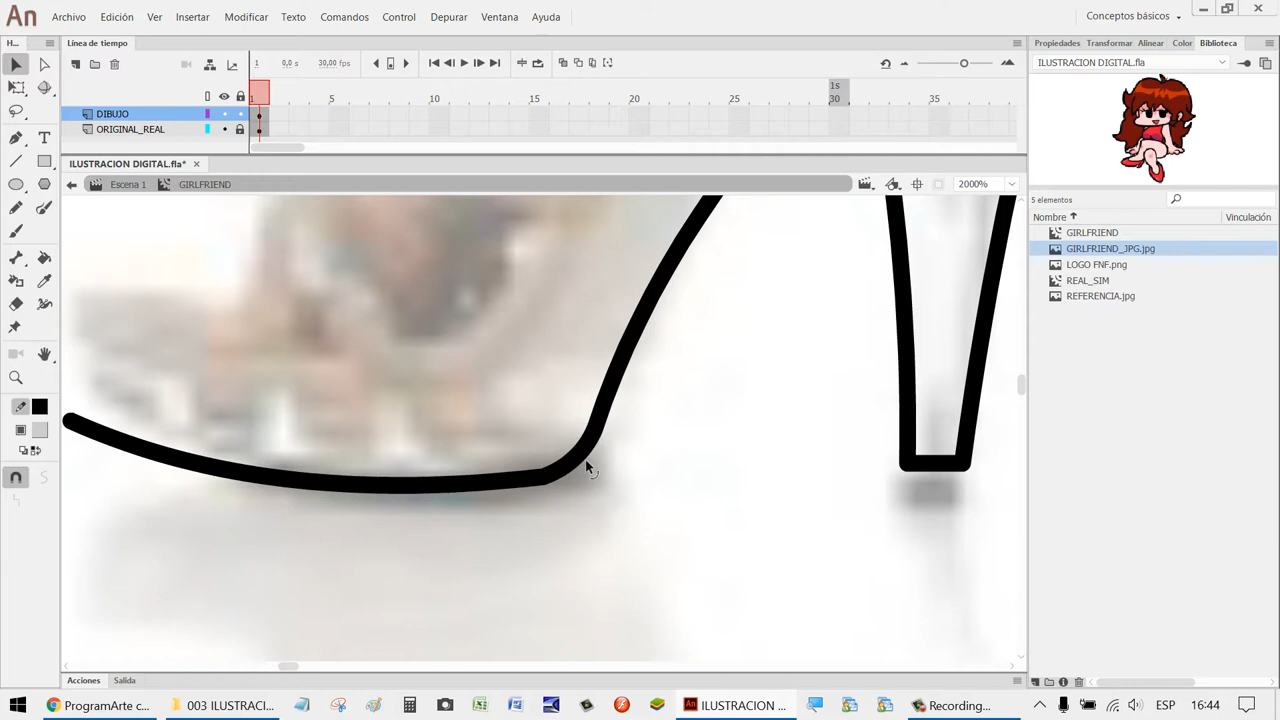 An Archivo Edición Ver Insertar Modificar Texto Comandos Control Depurar Ventana Ayuda Conceptos básicos
H... Línea de tiempo Propiedades Transformar Alinear Color Biblioteca
1 0,0 s 30,00 fps ILUSTRACION DIGITAL.fla
1s
1 5 10 15 20 25 30 35
DIBUJO
ORIGINAL_REAL
ILUSTRACION DIGITAL.fla*
Escena 1 GIRLFRIEND 2000%
5 elementos
Nombre Vinculación
GIRLFRIEND
GIRLFRIEND_JPG.jpg
LOGO FNF.png
REAL_SIM
REFERENCIA.jpg
Acciones Salida
ProgramArte c... 003 ILUSTRACI... ILUSTRACION ... Recording... ESP 16:44